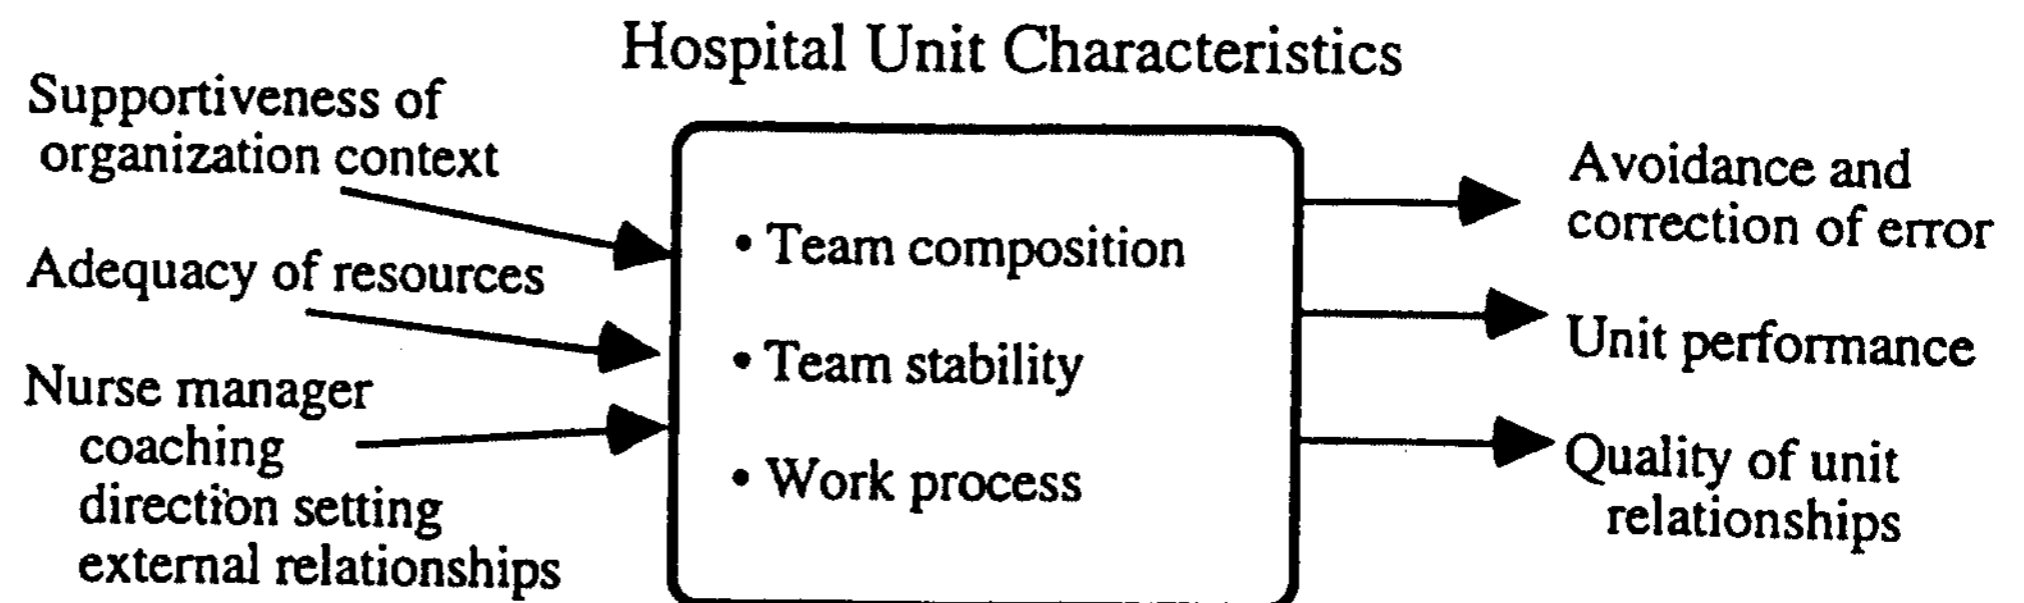 Hospital Unit Characteristics
Supportiveness of
organization context
Adequacy of resources
Nurse manager
coaching
direction setting
external relationships
• Team composition
• Team stability
• Work process
Avoidance and
correction of error
Unit performance
Quality of unit
relationships